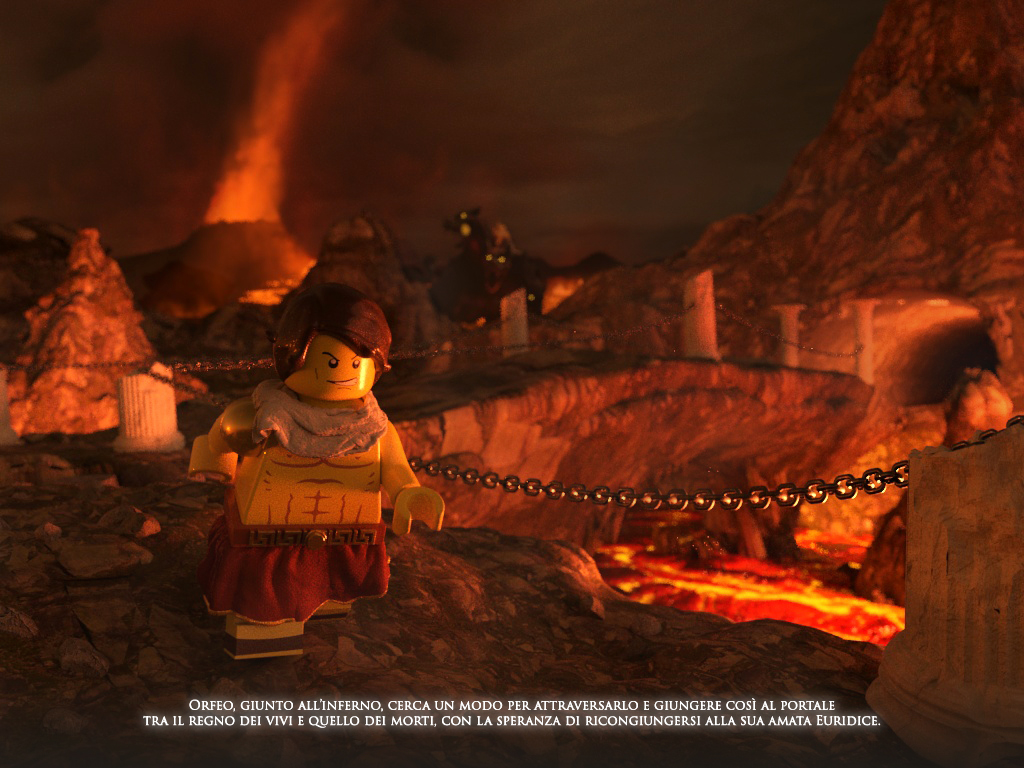 Orfeo, giunto all'inferno, cerca un modo per attraversarlo e giungere così al portale
tra il regno dei vivi e quello dei morti, con la speranza di ricongiungersi alla sua amata Euridice.